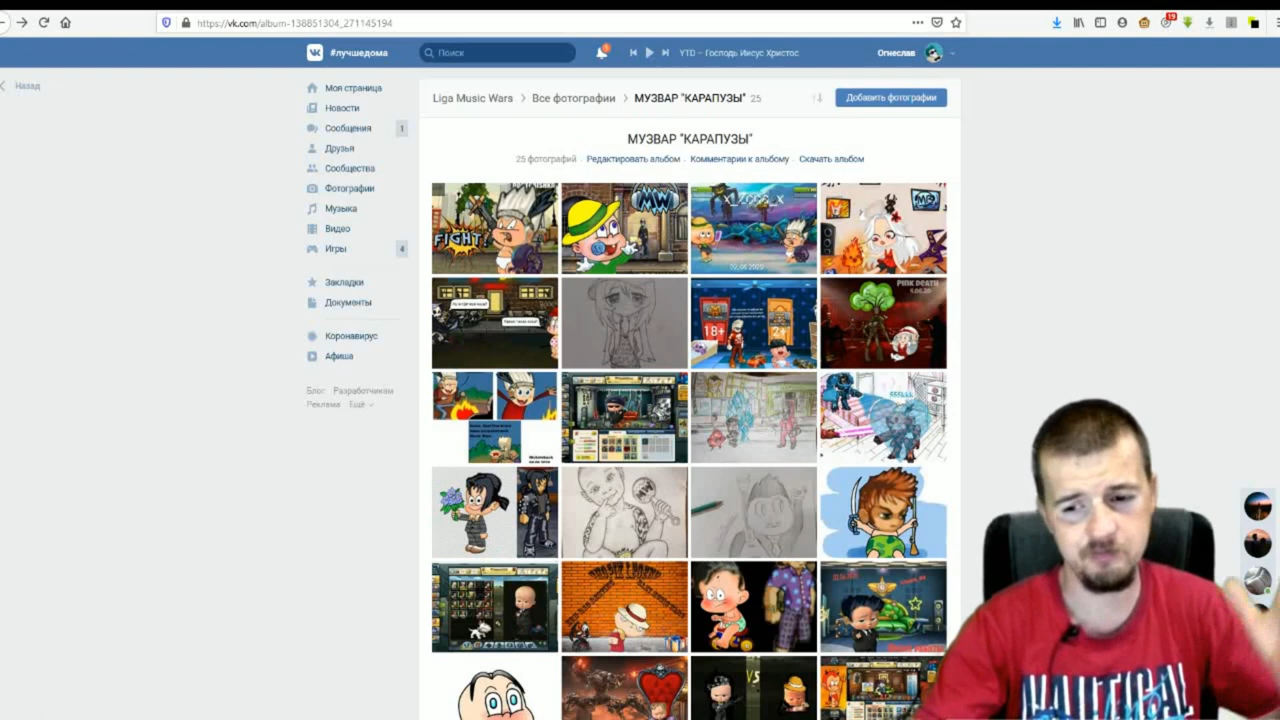 https://vk.com/album-138851304_271145194
19
#лучшедома
Поиск
YTD – Господь Иисус Христос
Огнеслав
Назад
Моя страница
Новости
Сообщения 1
Друзья
Сообщества
Фотографии
Музыка
Видео
Игры 4
Закладки
Документы
Коронавирус
Афиша
Блог Разработчикам
Реклама Ещё
Liga Music Wars > Все фотографии > МУЗВАР "КАРАПУЗЫ" 25
Добавить фотографии
МУЗВАР "КАРАПУЗЫ"
25 фотографий · Редактировать альбом · Комментарии к альбому · Скачать альбом
FIGHT!
MW
18+
PINK DEATH
VS
NAUTICAL